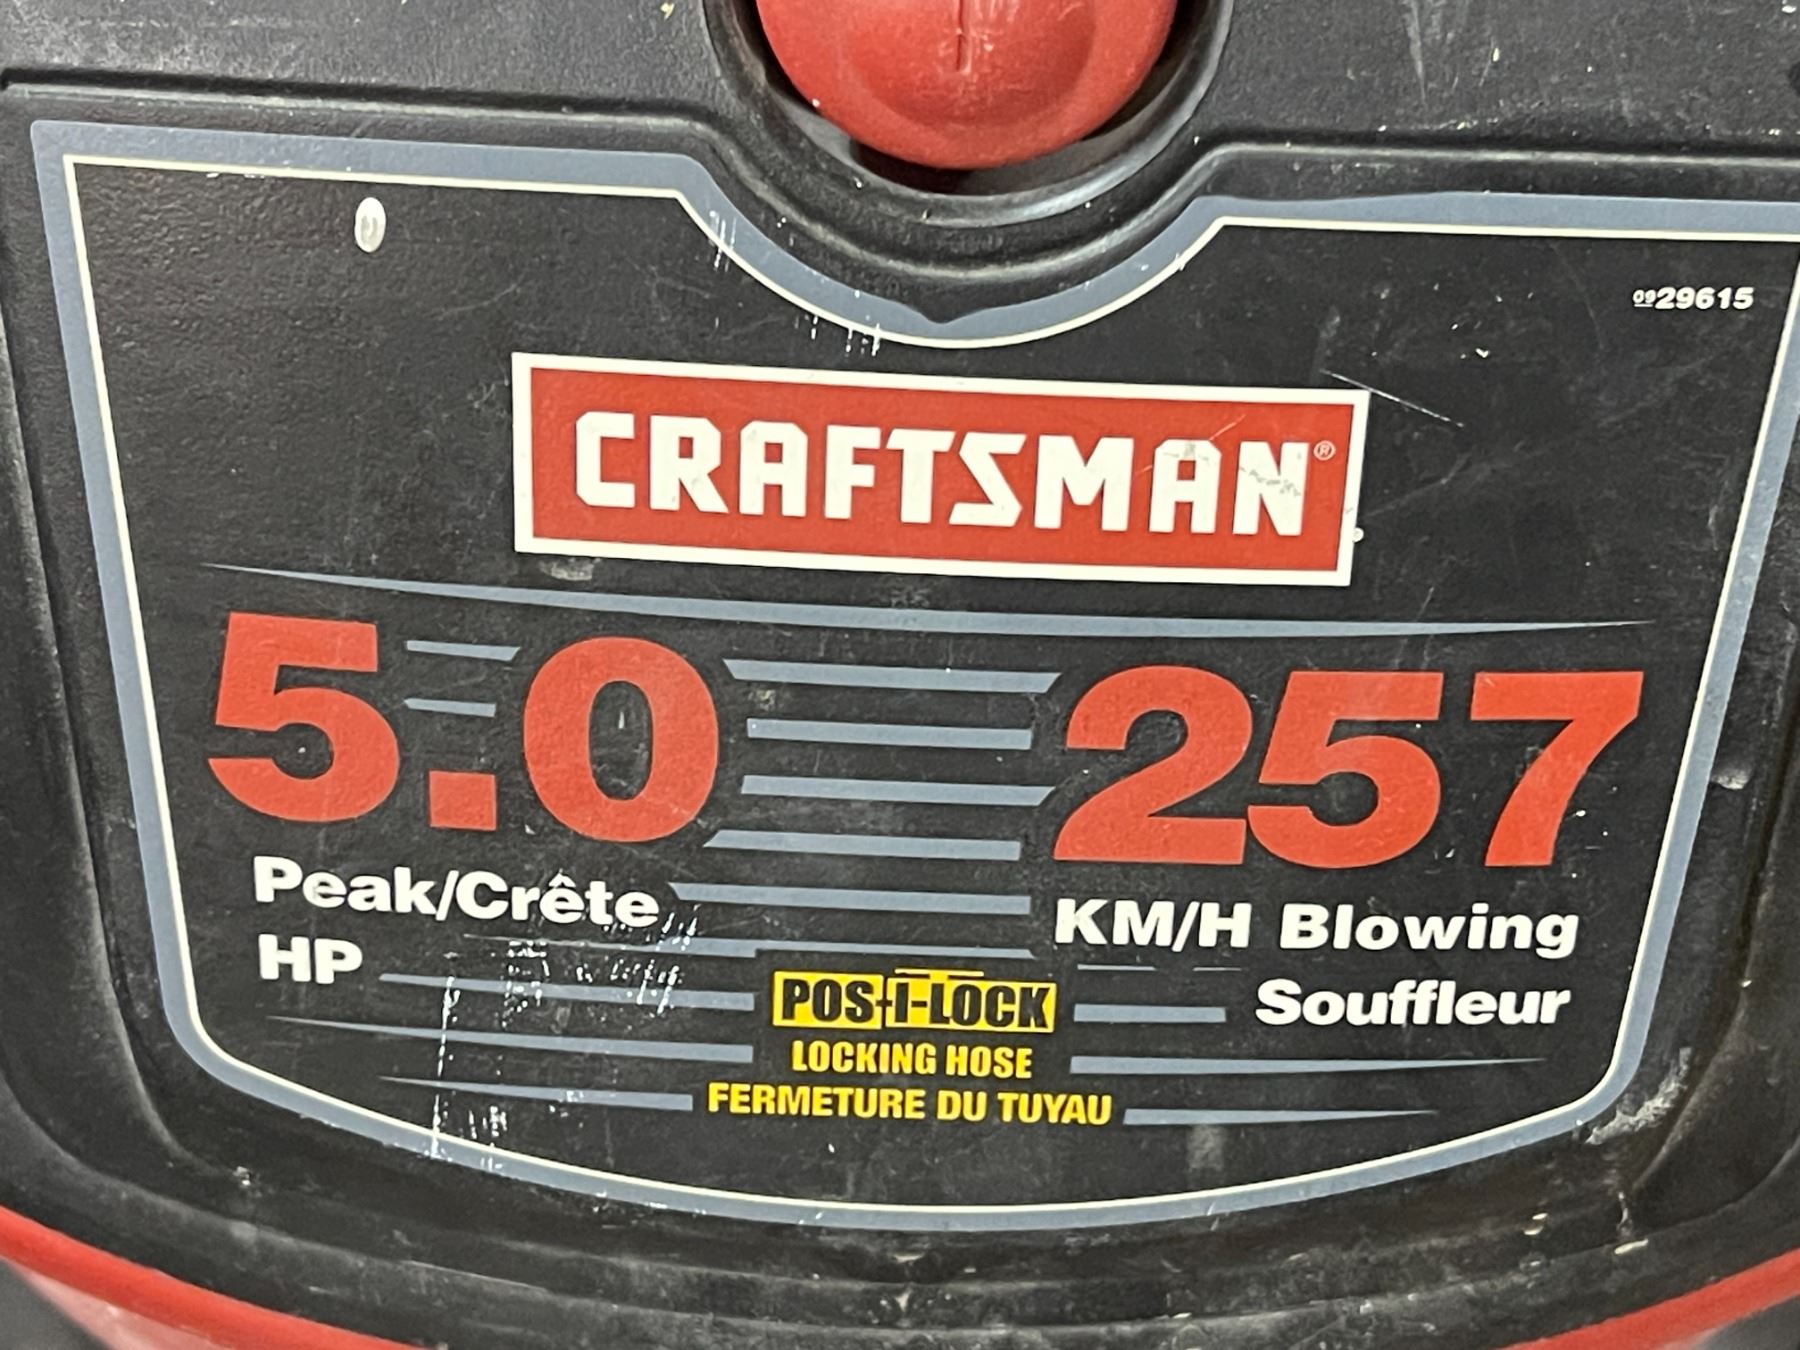 0929615
CRAFTSMAN®
5.0 257
Peak/Crête
HP
KM/H Blowing
Souffleur
POS-I-LOCK
LOCKING HOSE
FERMETURE DU TUYAU